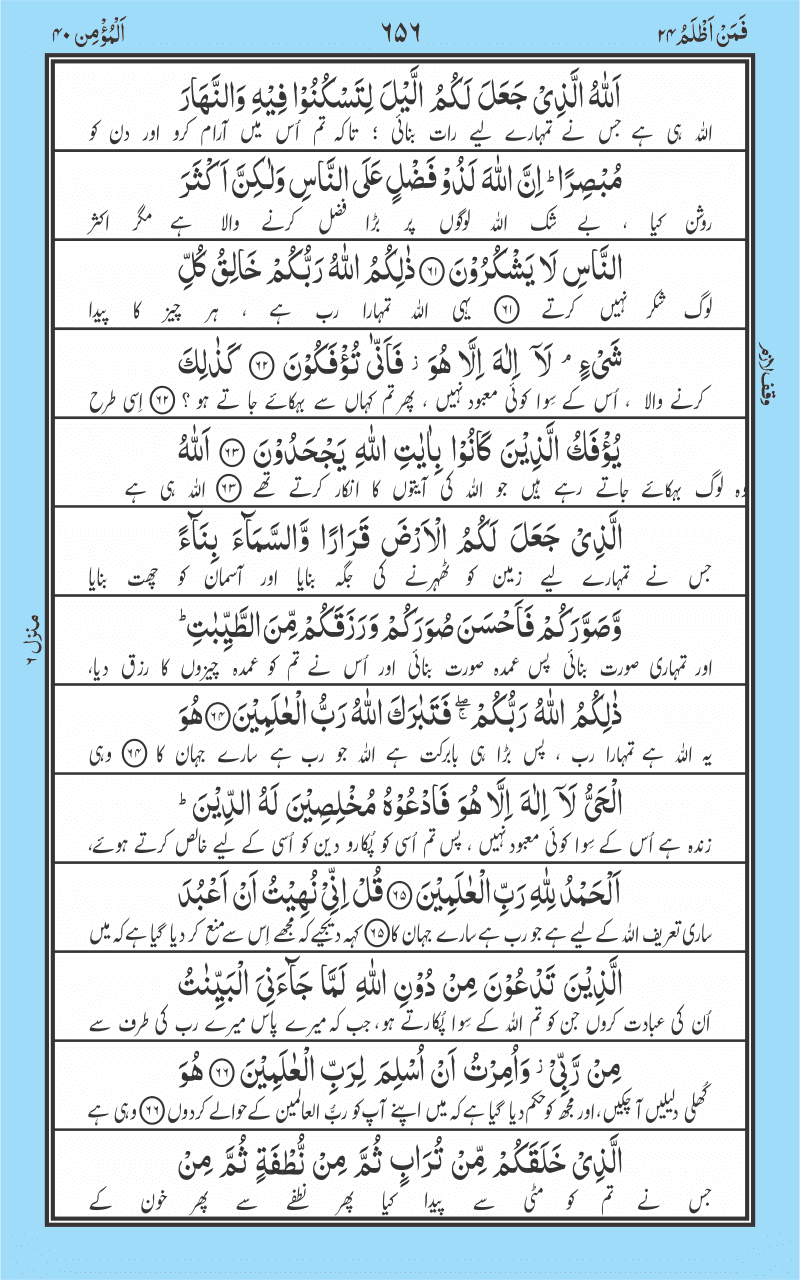 فَمَنْ اَظْلَمُ ٢٤
٦٥٦
اَلْمُؤْمِن ٤٠
اَللّٰهُ الَّذِیْ جَعَلَ لَكُمُ الَّیْلَ لِتَسْكُنُوْا فِیْهِ وَالنَّهَارَ
اللہ ہی ہے جس نے تمہارے لیے رات بنائی ؛ تاکہ تم اُس میں آرام کرو اور دن کو
مُبْصِرًا ؕ اِنَّ اللّٰهَ لَذُوْ فَضْلٍ عَلَی النَّاسِ وَلٰكِنَّ اَكْثَرَ
روشن کیا ، بے شک اللہ لوگوں پر بڑا فضل کرنے والا ہے مگر اکثر
النَّاسِ لَا یَشْكُرُوْنَ ﴿٦١﴾ ذٰلِكُمُ اللّٰهُ رَبُّكُمْ خَالِقُ كُلِّ
لوگ شکر نہیں کرتے ﴿٦١﴾ یہی اللہ تمہارا رب ہے ، ہر چیز کا پیدا
شَیْءٍ ۘ لَاۤ اِلٰهَ اِلَّا هُوَ ؗ فَاَنّٰی تُؤْفَكُوْنَ ﴿٦٢﴾ كَذٰلِكَ
وقف لازم
کرنے والا ، اُس کے سِوا کوئی معبود نہیں ، پھر تم کہاں سے بہکائے جاتے ہو ؟ ﴿٦٢﴾ اِسی طرح
یُؤْفَكُ الَّذِیْنَ كَانُوْا بِاٰیٰتِ اللّٰهِ یَجْحَدُوْنَ ﴿٦٣﴾ اَللّٰهُ
وہ لوگ بہکائے جاتے رہے ہیں جو اللہ کی آیتوں کا انکار کرتے تھے ﴿٦٣﴾ اللہ ہی ہے
الَّذِیْ جَعَلَ لَكُمُ الْاَرْضَ قَرَارًا وَّالسَّمَآءَ بِنَآءً
جس نے تمہارے لیے زمین کو ٹھہرنے کی جگہ بنایا اور آسمان کو چھت بنایا
وَّصَوَّرَكُمْ فَاَحْسَنَ صُوَرَكُمْ وَرَزَقَكُمْ مِّنَ الطَّیِّبٰتِ ؕ
منزل ٦
اور تمہاری صورت بنائی پس عمدہ صورت بنائی اور اُس نے تم کو عمدہ چیزوں کا رزق دیا،
ذٰلِكُمُ اللّٰهُ رَبُّكُمْ ۖۚ فَتَبٰرَكَ اللّٰهُ رَبُّ الْعٰلَمِیْنَ ﴿٦٤﴾ هُوَ
یہ اللہ ہے تمہارا رب ، پس بڑا ہی بابرکت ہے اللہ جو رب ہے سارے جہان کا ﴿٦٤﴾ وہی
الْحَیُّ لَاۤ اِلٰهَ اِلَّا هُوَ فَادْعُوْهُ مُخْلِصِیْنَ لَهُ الدِّیْنَ ؕ
زندہ ہے اُس کے سِوا کوئی معبود نہیں ، پس تم اُسی کو پُکارو دین کو اُسی کے لیے خالص کرتے ہوئے،
اَلْحَمْدُ لِلّٰهِ رَبِّ الْعٰلَمِیْنَ ﴿٦٥﴾ قُلْ اِنِّیْ نُهِیْتُ اَنْ اَعْبُدَ
ساری تعریف اللہ کے لیے ہے جو رب ہے سارے جہان کا ﴿٦٥﴾ کہہ دیجیے کہ مجھے اِس سے منع کر دیا گیا ہے کہ میں
الَّذِیْنَ تَدْعُوْنَ مِنْ دُوْنِ اللّٰهِ لَمَّا جَآءَنِیَ الْبَیِّنٰتُ
اُن کی عبادت کروں جن کو تم اللہ کے سِوا پُکارتے ہو ، جب کہ میرے پاس میرے رب کی طرف سے
مِنْ رَّبِّیْ ؗ وَاُمِرْتُ اَنْ اُسْلِمَ لِرَبِّ الْعٰلَمِیْنَ ﴿٦٦﴾ هُوَ
کُھلی دلیلیں آ چکیں، اور مجھ کو حکم دیا گیا ہے کہ میں اپنے آپ کو ربُّ العالمین کے حوالے کر دوں ﴿٦٦﴾ وہی ہے
الَّذِیْ خَلَقَكُمْ مِّنْ تُرَابٍ ثُمَّ مِنْ نُّطْفَةٍ ثُمَّ مِنْ
جس نے تم کو مٹی سے پیدا کیا پھر نطفے سے پھر خون کے